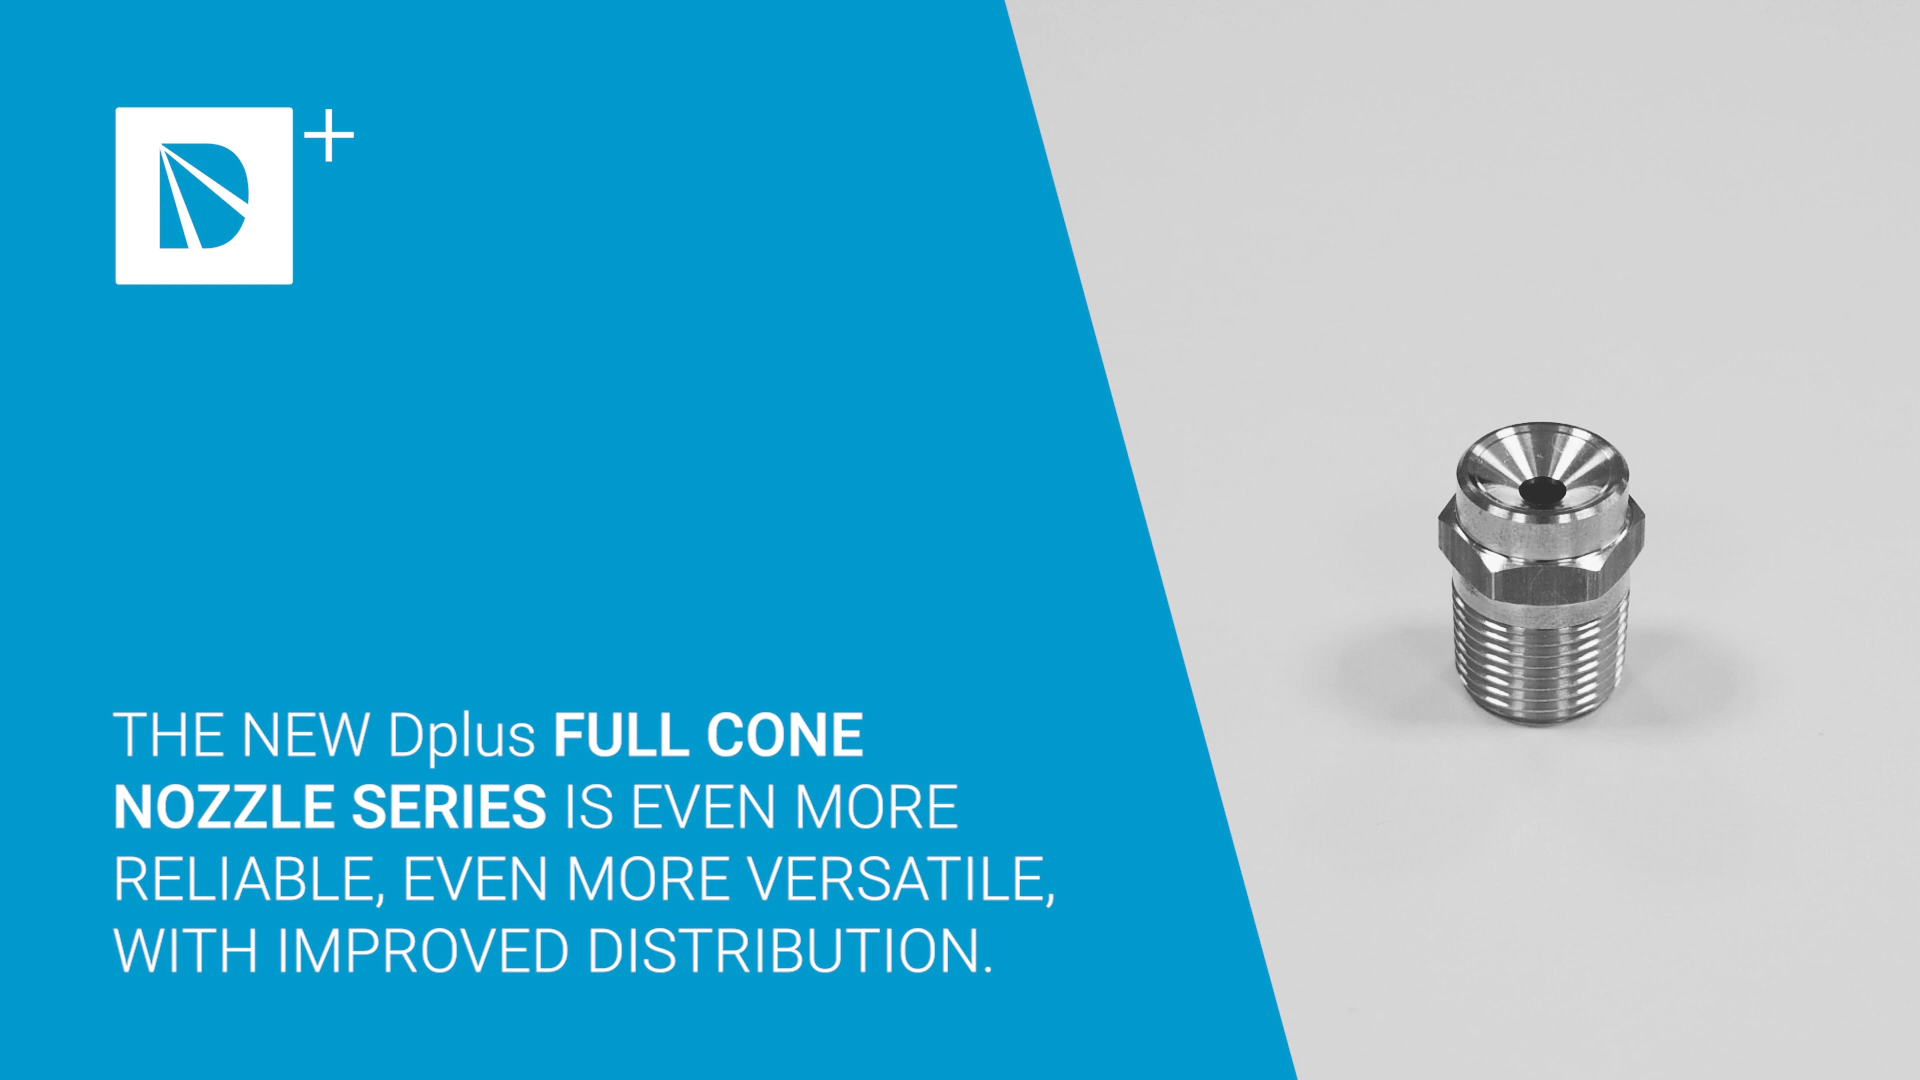 D+
THE NEW Dplus FULL CONE
NOZZLE SERIES IS EVEN MORE
RELIABLE, EVEN MORE VERSATILE,
WITH IMPROVED DISTRIBUTION.